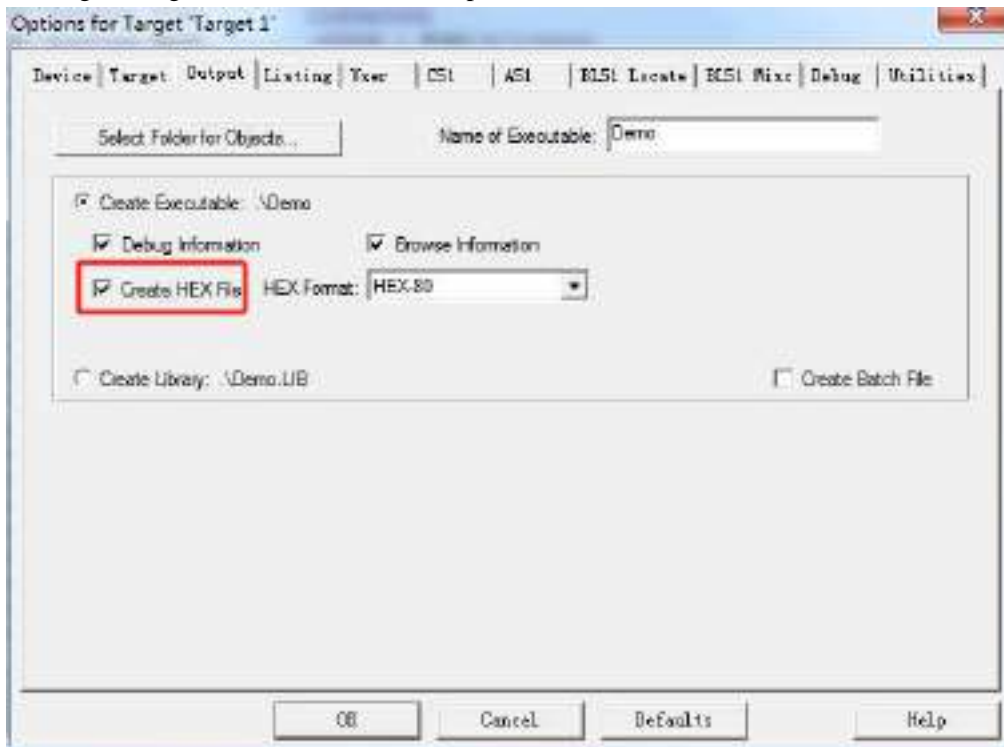 Options for Target 'Target 1'
Device Target Output Listing User C51 A51 BL51 Locate BL51 Misc Debug Utilities
Select Folder for Objects... Name of Executable: Demo
Create Executable: .\Demo
Debug Information Browse Information
Create HEX File HEX Format: HEX-80
Create Library: .\Demo.LIB Create Batch File
OK Cancel Defaults Help